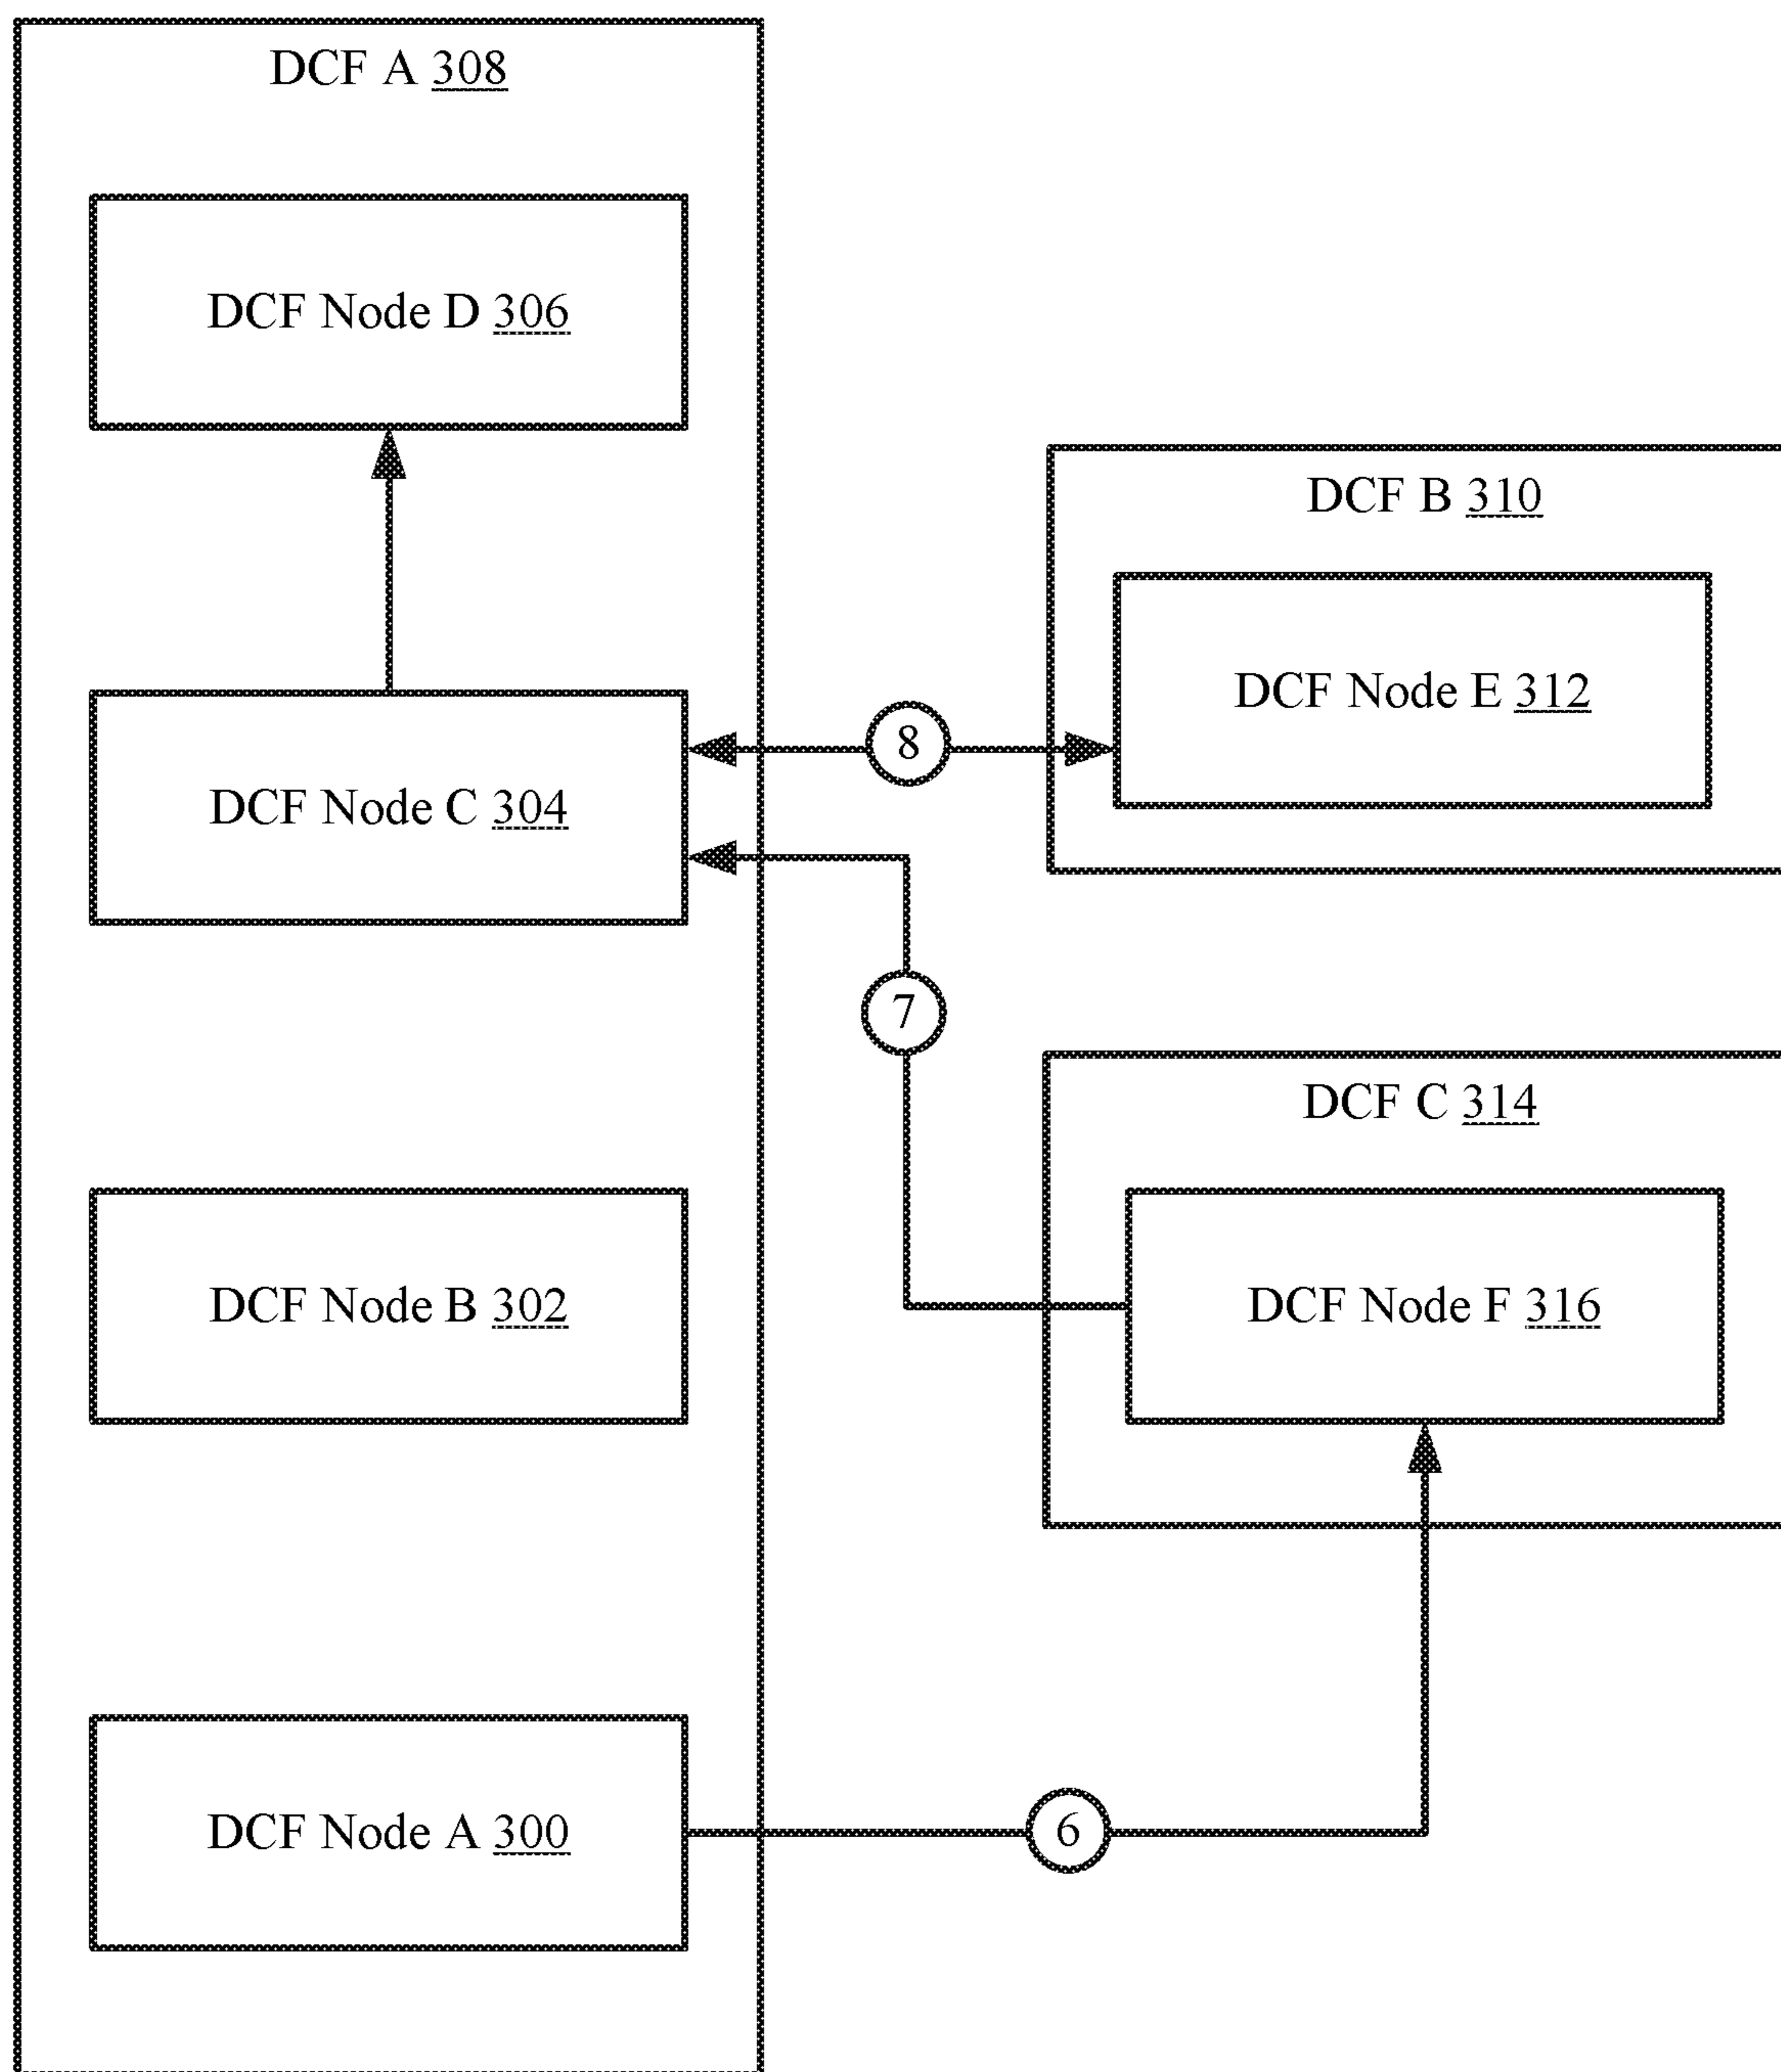 DCF A 308
DCF Node D 306
DCF B 310
DCF Node E 312
8
DCF Node C 304
7
DCF C 314
DCF Node B 302
DCF Node F 316
DCF Node A 300
6